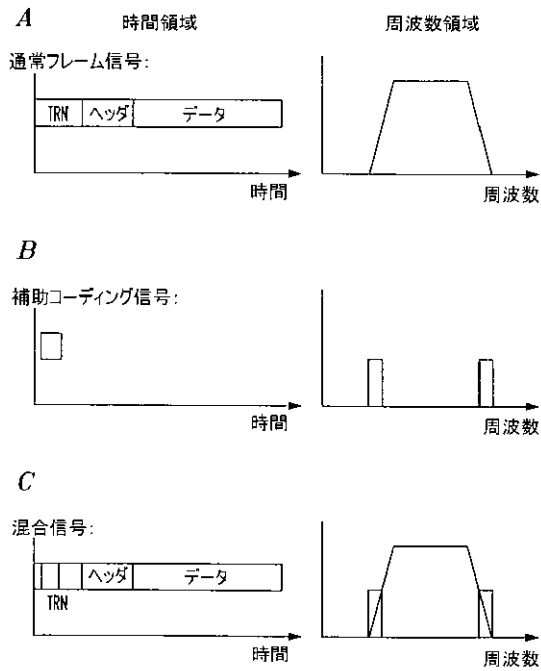 A
時間領域
周波数領域
通常フレーム信号:
TRN ヘッダ データ
時間
周波数
B
補助コーディング信号:
時間
周波数
C
混合信号:
ヘッダ データ
TRN
時間
周波数